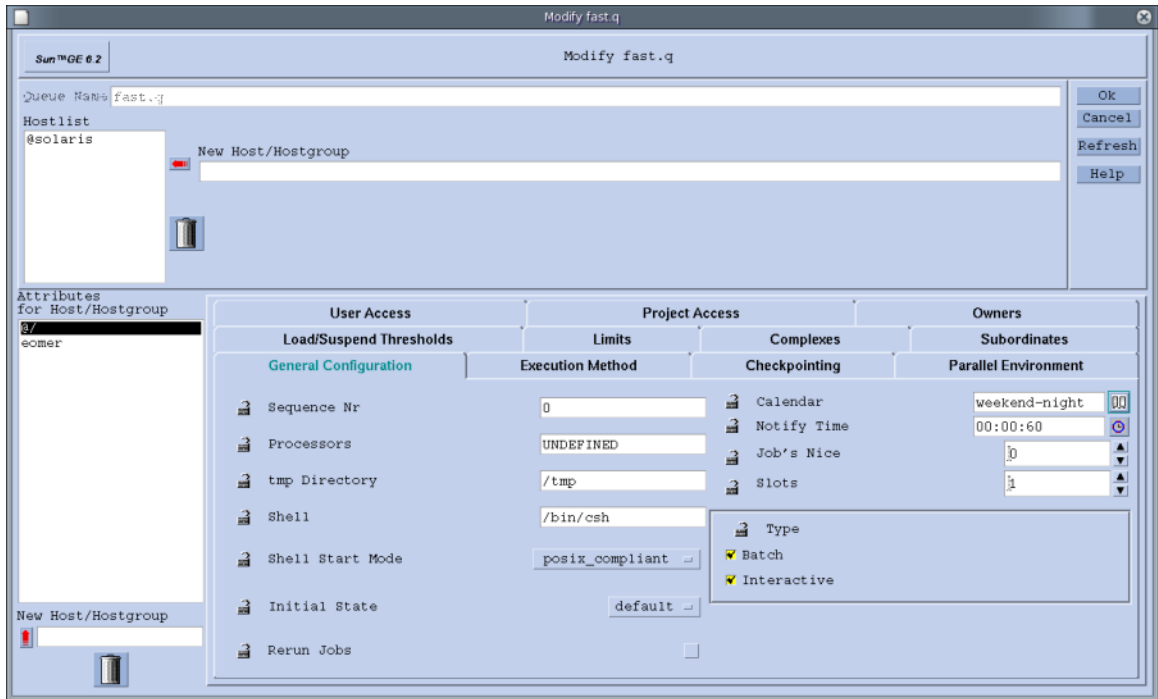 Modify fast.q
Sun™GE 6.2
Modify fast.q
Queue Name fast.q
Hostlist
@solaris
New Host/Hostgroup
Ok
Cancel
Refresh
Help
Attributes
for Host/Hostgroup
@/
eomer
New Host/Hostgroup
User Access Project Access Owners
Load/Suspend Thresholds Limits Complexes Subordinates
General Configuration Execution Method Checkpointing Parallel Environment
Sequence Nr 0
Processors UNDEFINED
tmp Directory /tmp
Shell /bin/csh
Shell Start Mode posix_compliant
Initial State default
Rerun Jobs
Calendar weekend-night
Notify Time 00:00:60
Job's Nice 0
Slots 1
Type
Batch
Interactive